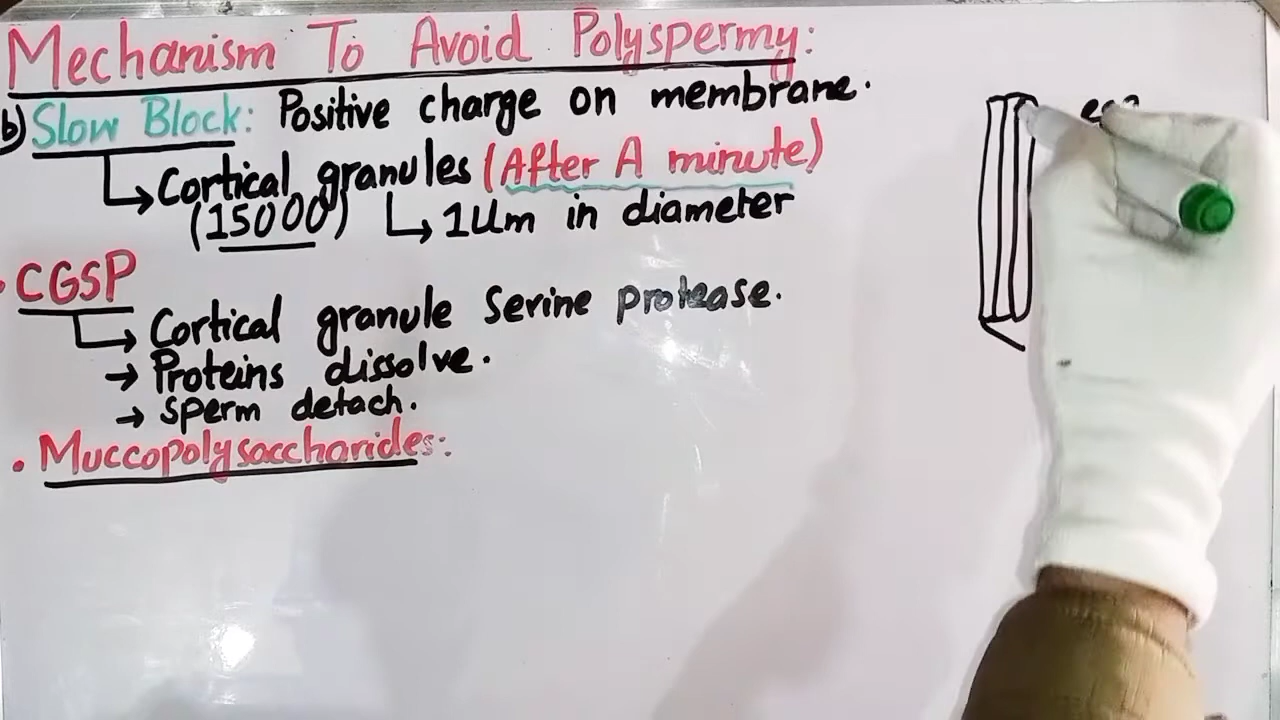 Mechanism To Avoid Polyspermy:
b) Slow Block: Positive charge on membrane.
↳ Cortical granules (After A minute)
(15000) ↳ 1Um in diameter
• CGSP
↳ Cortical granule Serine protease.
→ Proteins dissolve.
→ sperm detach.
• Muccopolysaccharides: